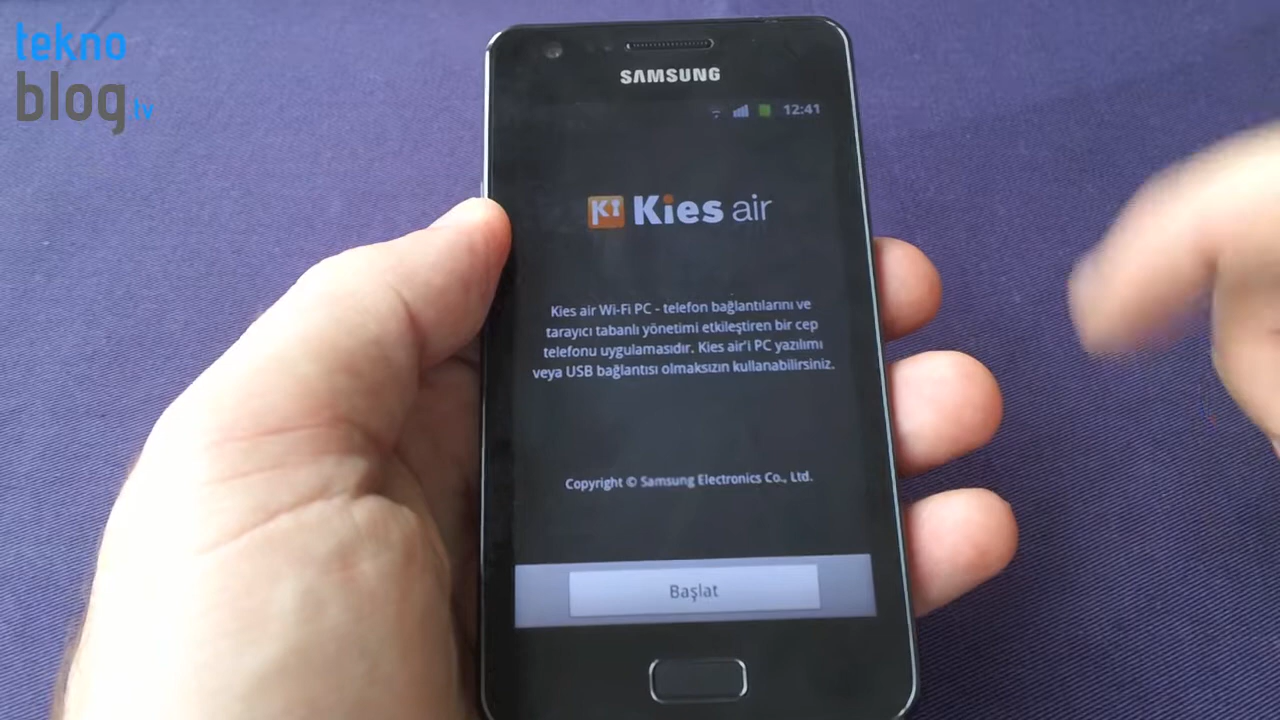 tekno
blog.tv
SAMSUNG
12:41
Kies air
Kies air Wi-Fi PC - telefon bağlantılarını ve
tarayıcı tabanlı yönetimi etkileştiren bir cep
telefonu uygulamasıdır. Kies air'i PC yazılımı
veya USB bağlantısı olmaksızın kullanabilirsiniz.
Copyright © Samsung Electronics Co., Ltd.
Başlat